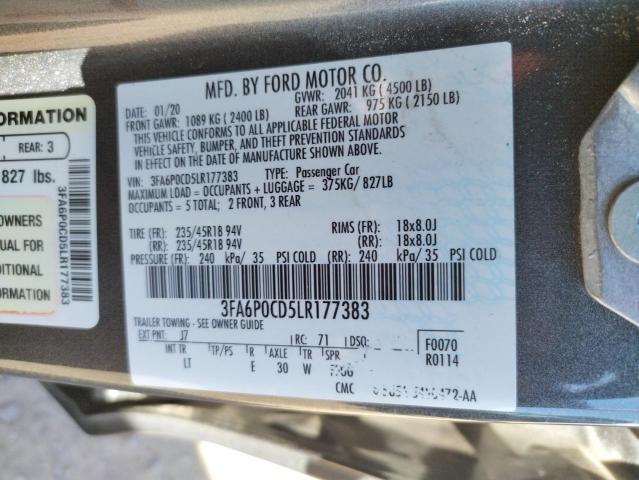 MFD. BY FORD MOTOR CO.
DATE: 01/20 GVWR: 2041 KG ( 4500 LB)
FRONT GAWR: 1089 KG ( 2400 LB) REAR GAWR: 975 KG ( 2150 LB)
THIS VEHICLE CONFORMS TO ALL APPLICABLE FEDERAL MOTOR
VEHICLE SAFETY, BUMPER, AND THEFT PREVENTION STANDARDS
IN EFFECT ON THE DATE OF MANUFACTURE SHOWN ABOVE.
VIN: 3FA6P0CD5LR177383 TYPE: Passenger Car
MAXIMUM LOAD = OCCUPANTS + LUGGAGE = 375KG/ 827LB
OCCUPANTS = 5 TOTAL; 2 FRONT, 3 REAR
TIRE (FR): 235/45R18 94V RIMS (FR): 18x8.0J
(RR): 235/45R18 94V (RR): 18x8.0J
PRESSURE (FR): 240 kPa/ 35 PSI COLD (RR): 240 kPa/ 35 PSI COLD
3FA6P0CD5LR177383
TRAILER TOWING - SEE OWNER GUIDE
EXT PNT: J7 RC: 71 DSO: F0070
INT TR TP/PS R AXLE TR SPR R0114
LT E 30 W
CMC
ORMATION
REAR: 3
827 lbs.
OWNERS
UAL FOR
DITIONAL
RMATION
3FA6P0CD5LR177383